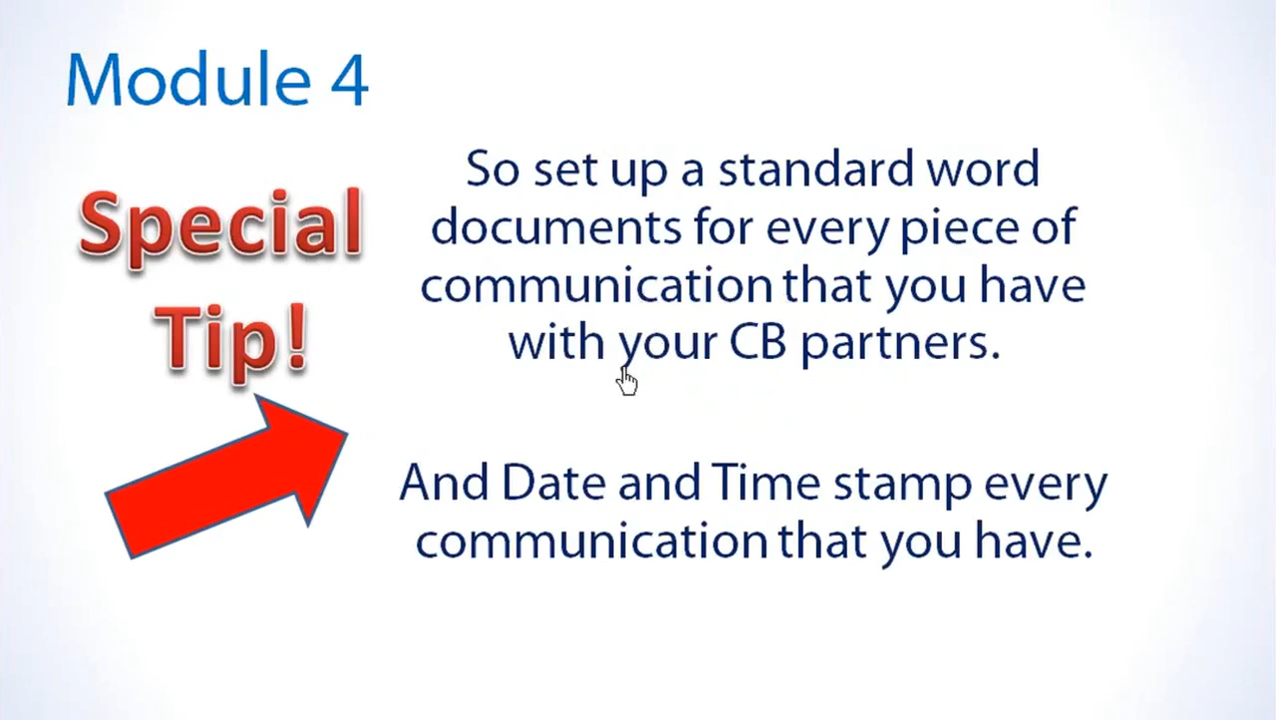 Module 4
Special
Tip!
So set up a standard word
documents for every piece of
communication that you have
with your CB partners.
And Date and Time stamp every
communication that you have.